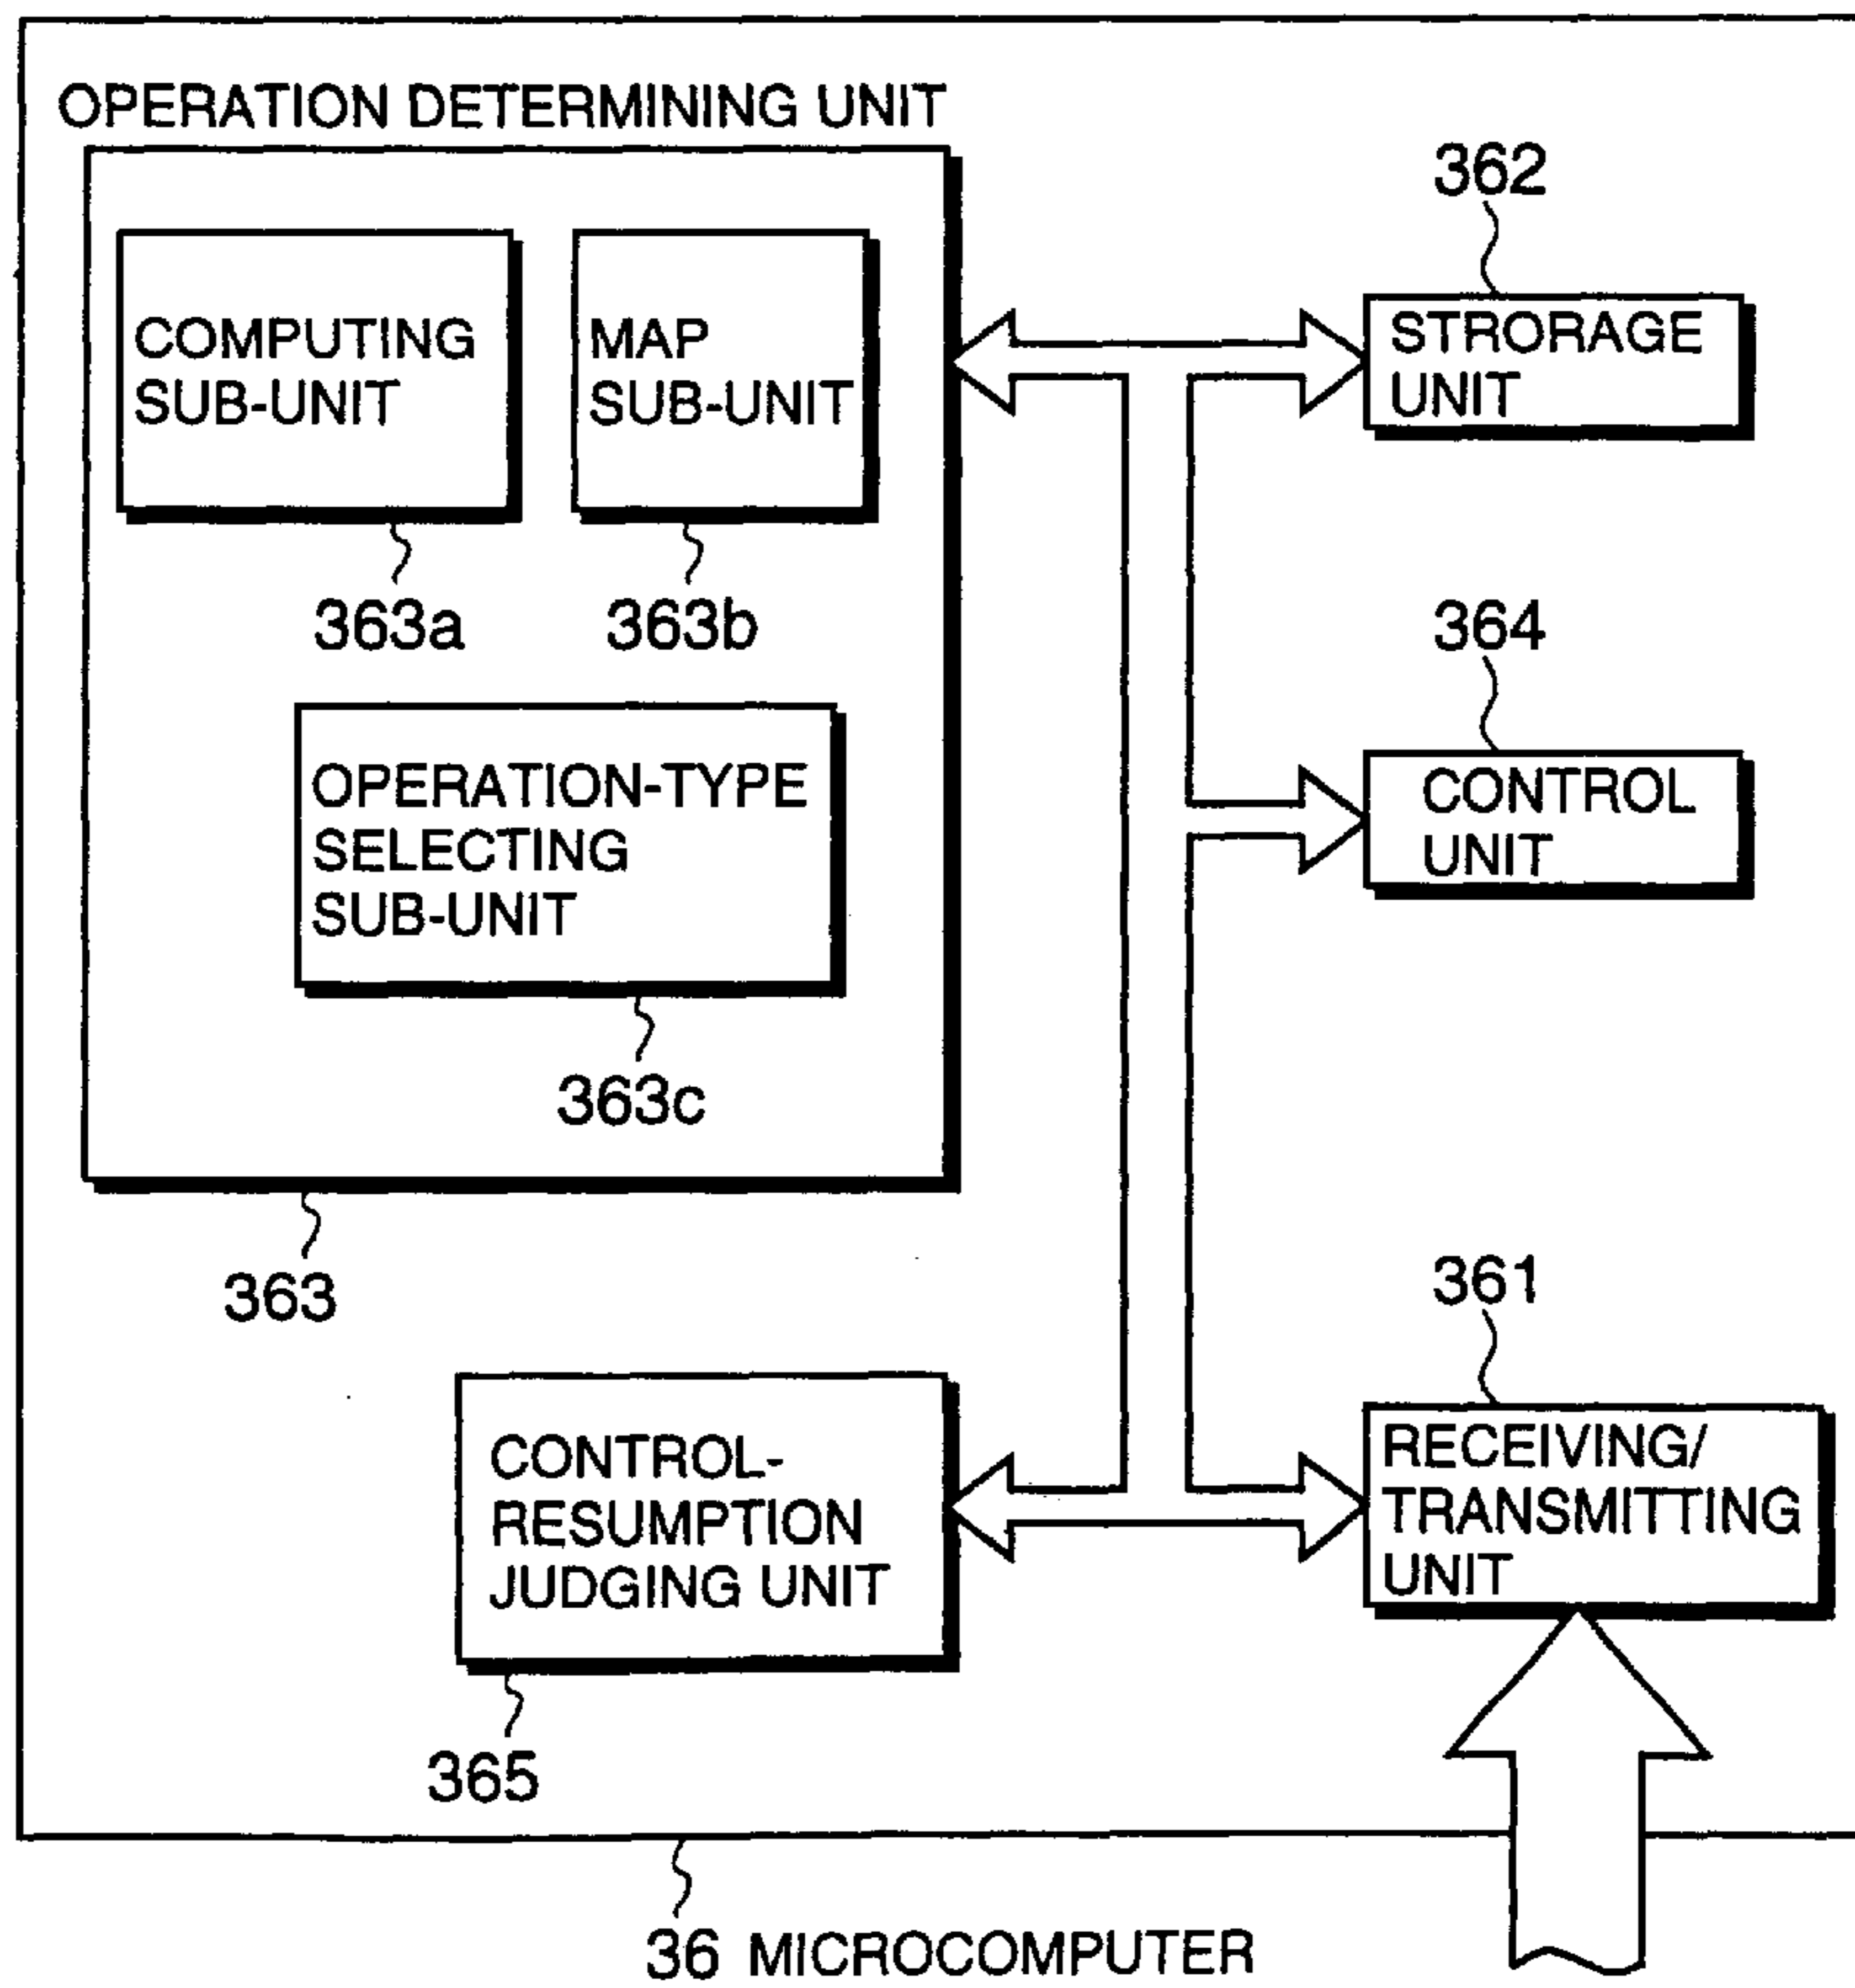 OPERATION DETERMINING UNIT
COMPUTING
SUB-UNIT
363a
MAP
SUB-UNIT
363b
OPERATION-TYPE
SELECTING
SUB-UNIT
363c
363
362
STRORAGE
UNIT
364
CONTROL
UNIT
361
RECEIVING/
TRANSMITTING
UNIT
CONTROL-
RESUMPTION
JUDGING UNIT
365
36 MICROCOMPUTER